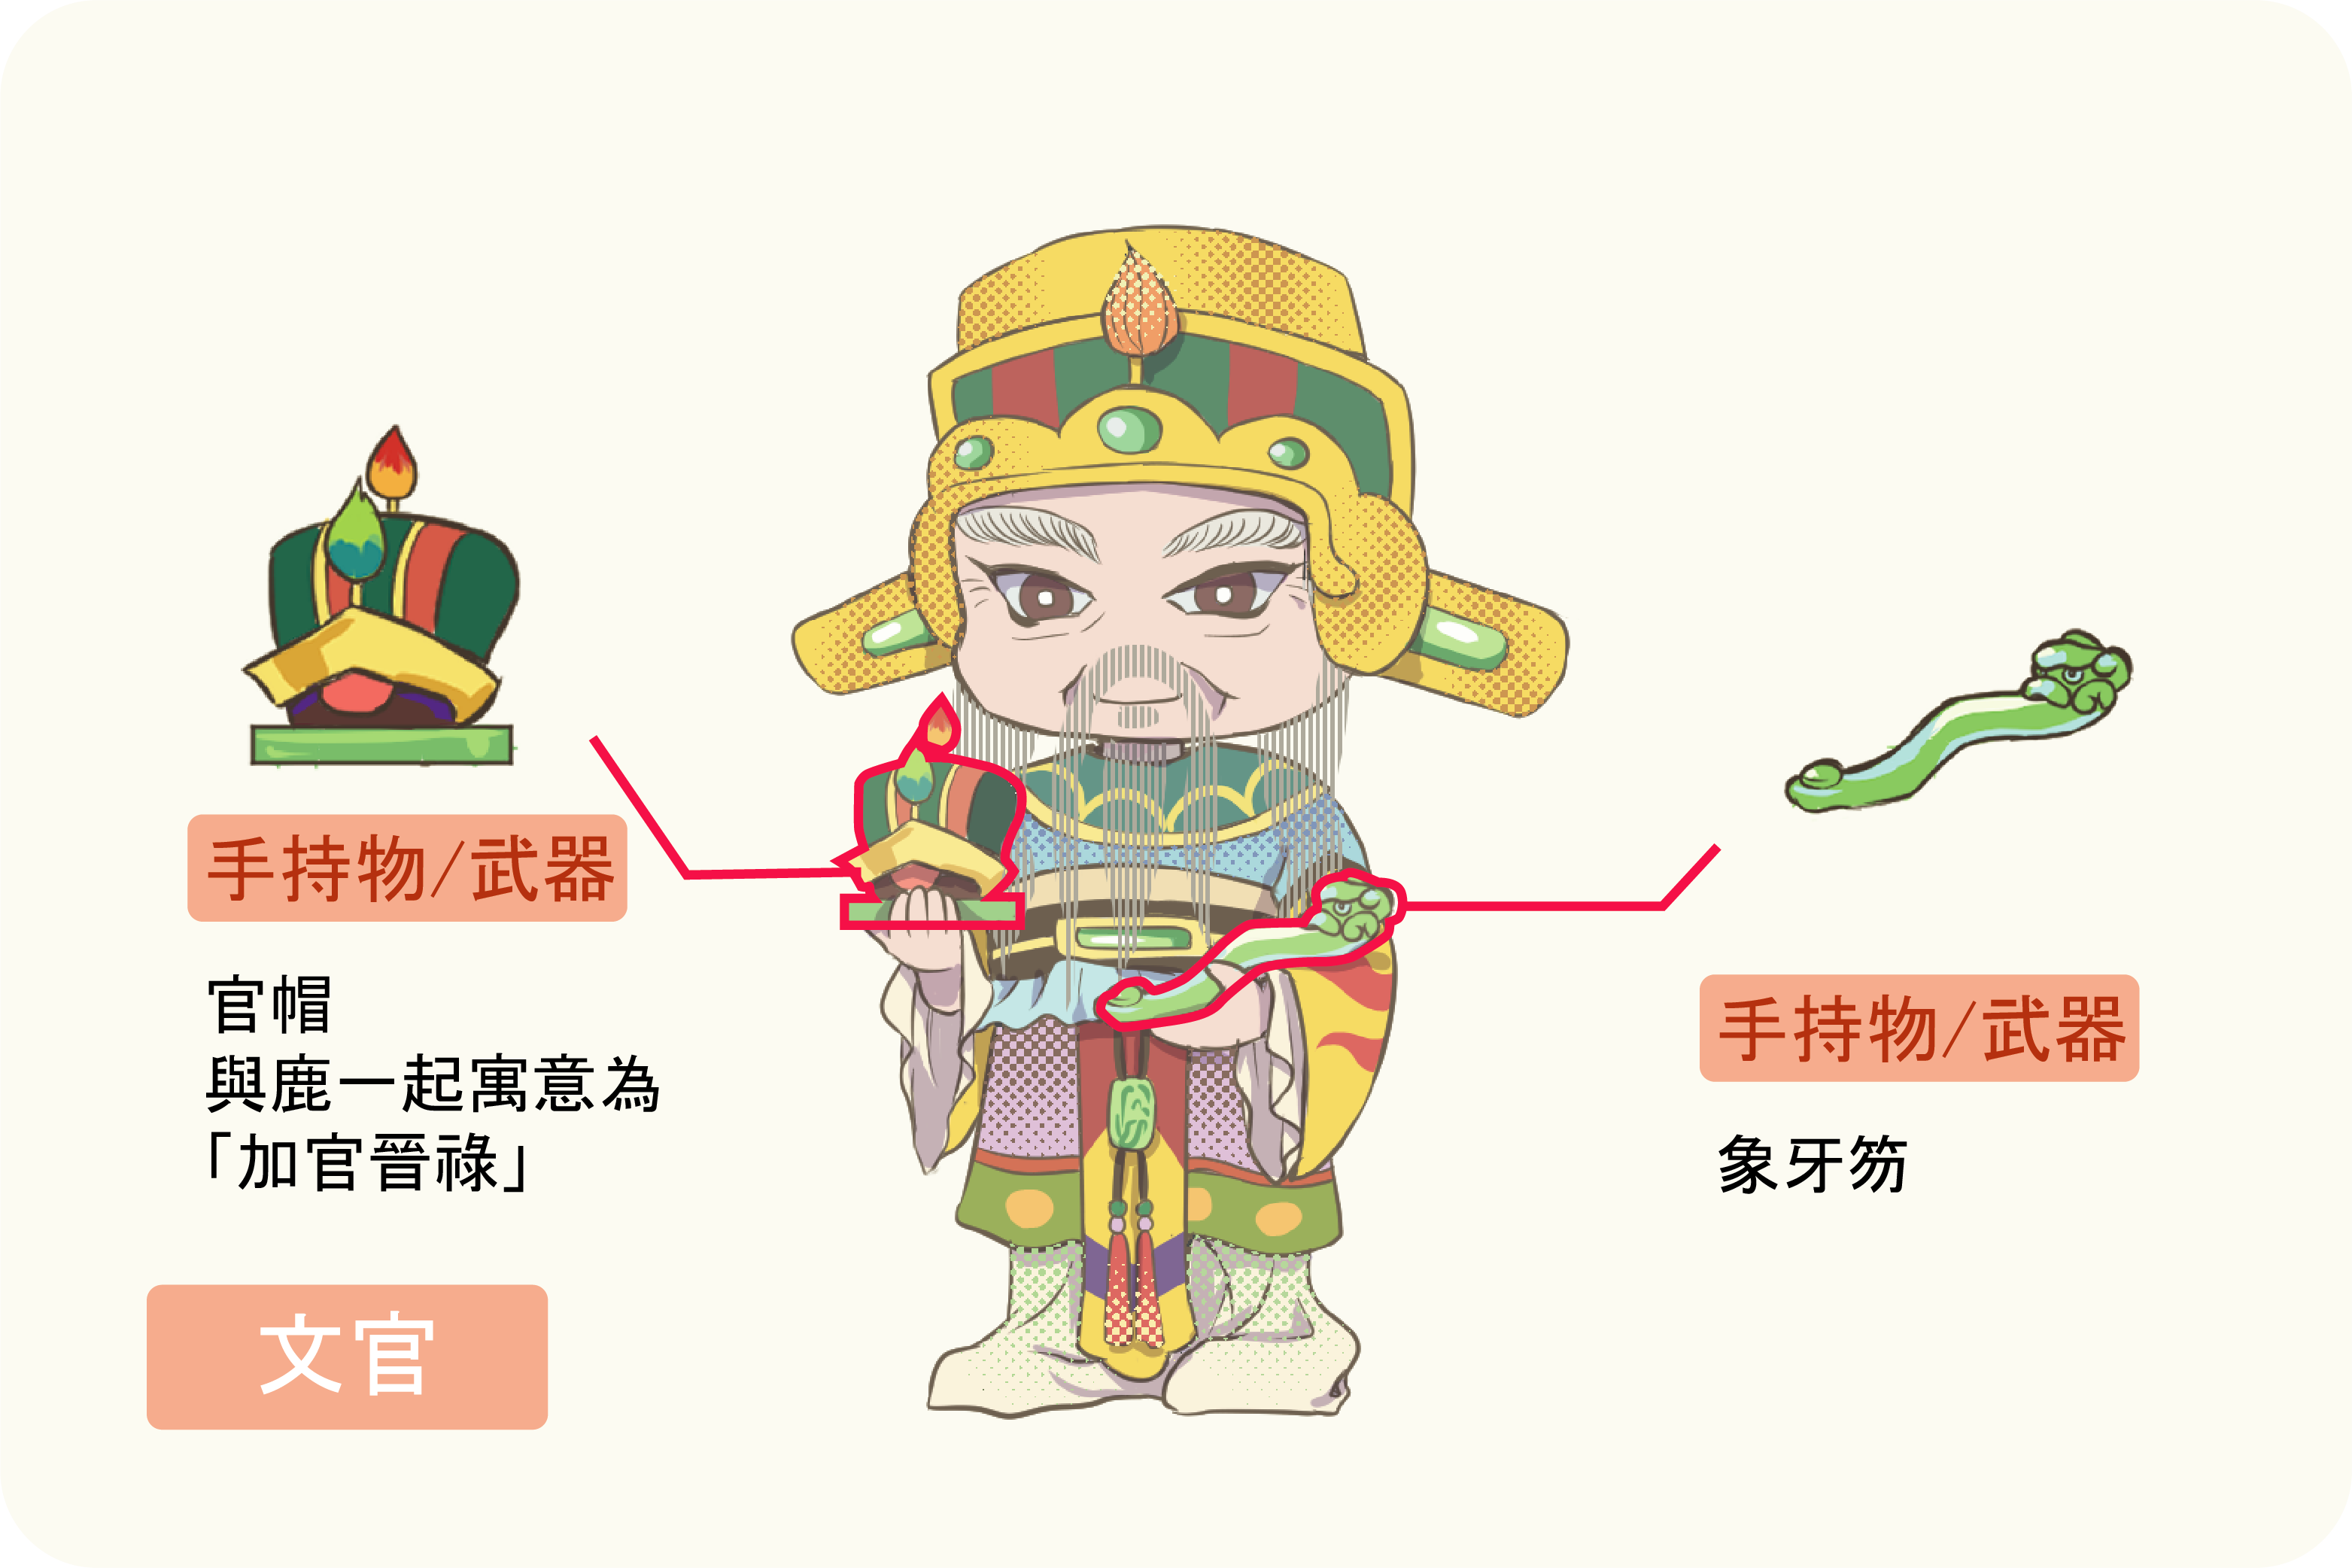 手持物/武器
官帽
與鹿一起寓意為
「加官晉祿」
文官
手持物/武器
象牙笏